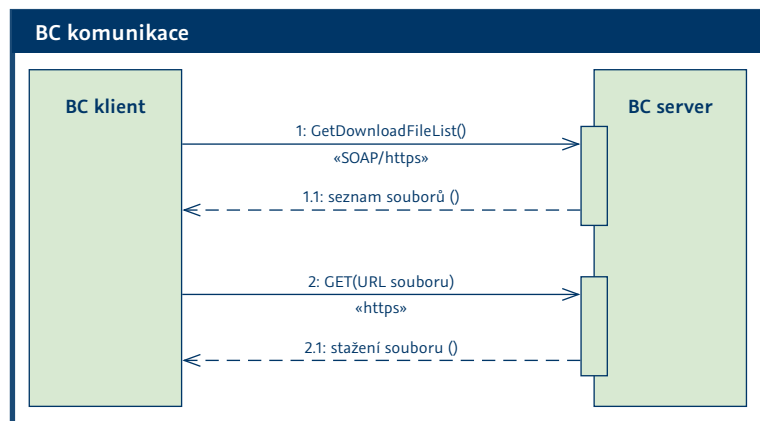 BC komunikace
BC klient
BC server
1: GetDownloadFileList()
«SOAP/https»
1.1: seznam souborů ()
2: GET(URL souboru)
«https»
2.1: stažení souboru ()